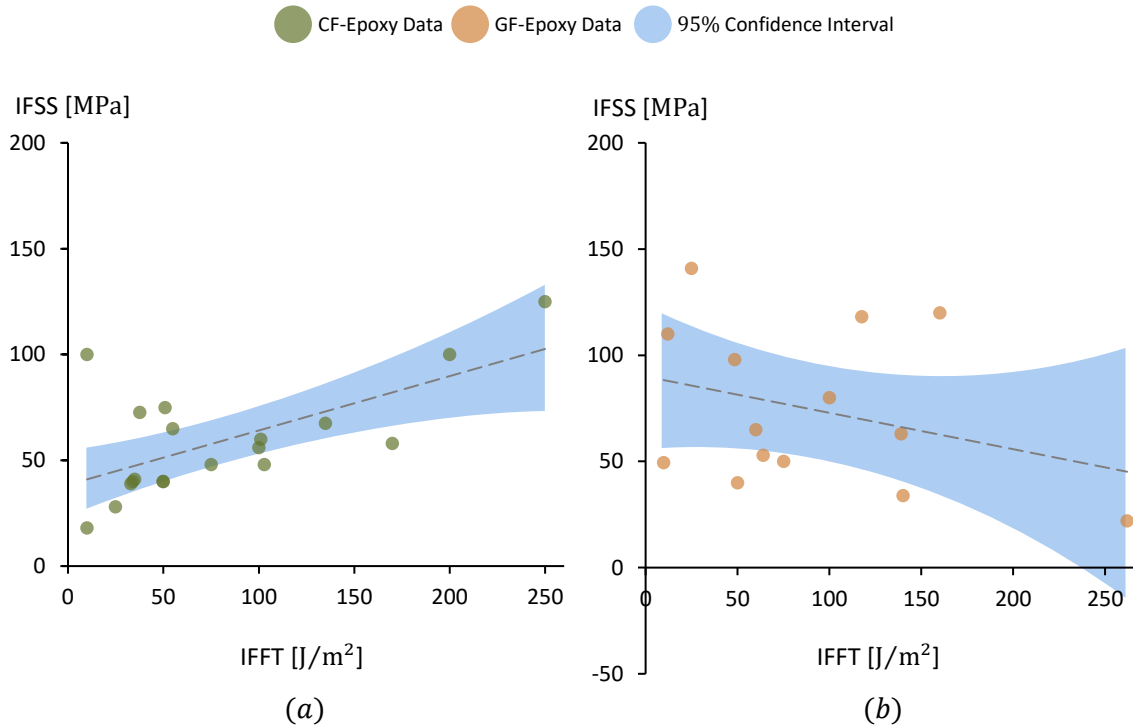 CF-Epoxy Data GF-Epoxy Data 95% Confidence Interval
IFSS [MPa]
200
150
100
50
0
0 50 100 150 200 250
IFFT [J/m²]
(a)
IFSS [MPa]
200
150
100
50
0
-50
0 50 100 150 200 250
IFFT [J/m²]
(b)